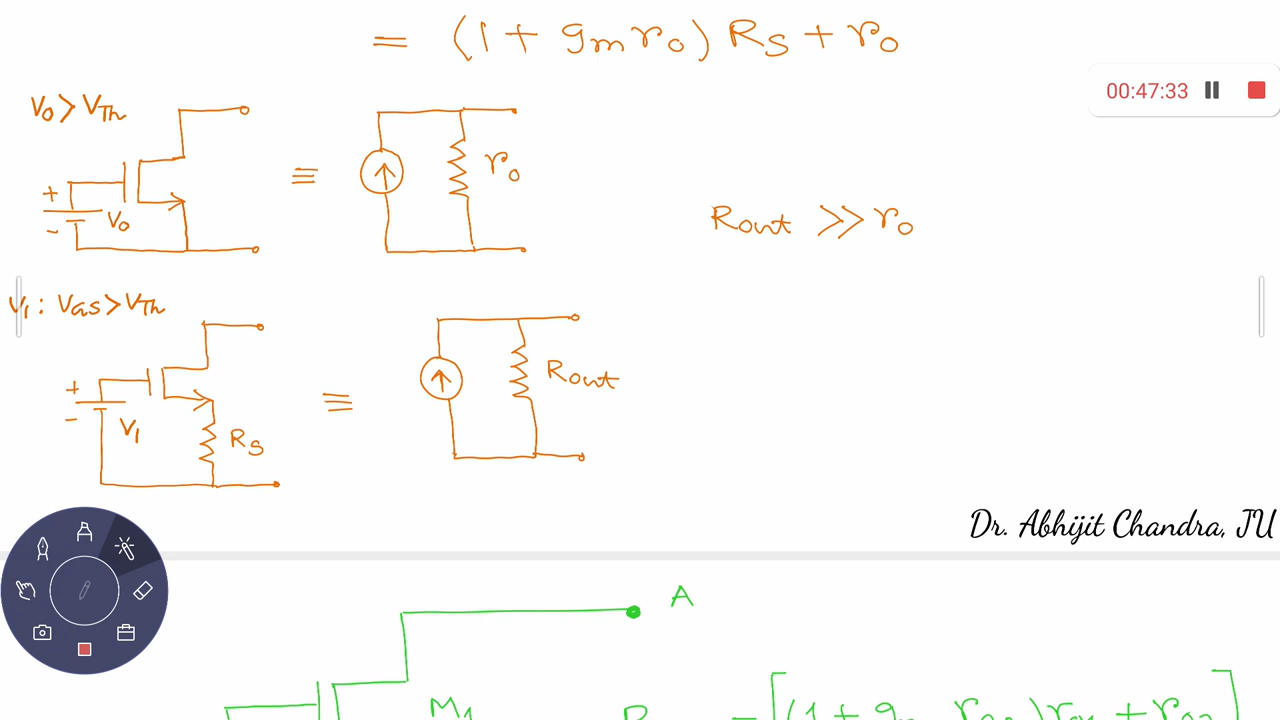 = (1 + gmro) RS + ro
00:47:33
V0 > VTh
+
-
V0
≡
ro
Rout >> ro
V1 : VGS > VTh
+
-
V1
RS
≡
Rout
Dr. Abhijit Chandra, JU
A
M1